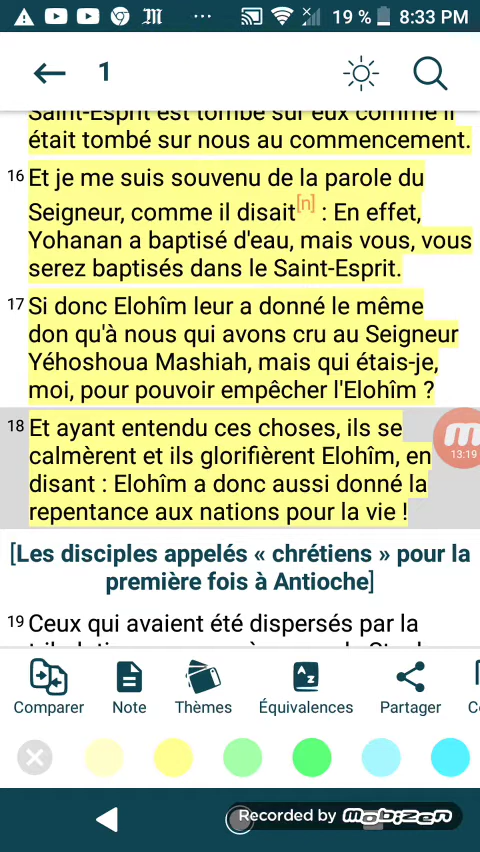 19 % 8:33 PM
1
Saint-Esprit est tombé sur eux comme il
était tombé sur nous au commencement.
16 Et je me suis souvenu de la parole du
Seigneur, comme il disait[n] : En effet,
Yohanan a baptisé d'eau, mais vous, vous
serez baptisés dans le Saint-Esprit.
17 Si donc Elohîm leur a donné le même
don qu'à nous qui avons cru au Seigneur
Yéhoshoua Mashiah, mais qui étais-je,
moi, pour pouvoir empêcher l'Elohîm ?
18 Et ayant entendu ces choses, ils se
calmèrent et ils glorifièrent Elohîm, en
disant : Elohîm a donc aussi donné la
repentance aux nations pour la vie !
13:19
[Les disciples appelés « chrétiens » pour la
première fois à Antioche]
19 Ceux qui avaient été dispersés par la
Comparer Note Thèmes Équivalences Partager
Recorded by Mobizen